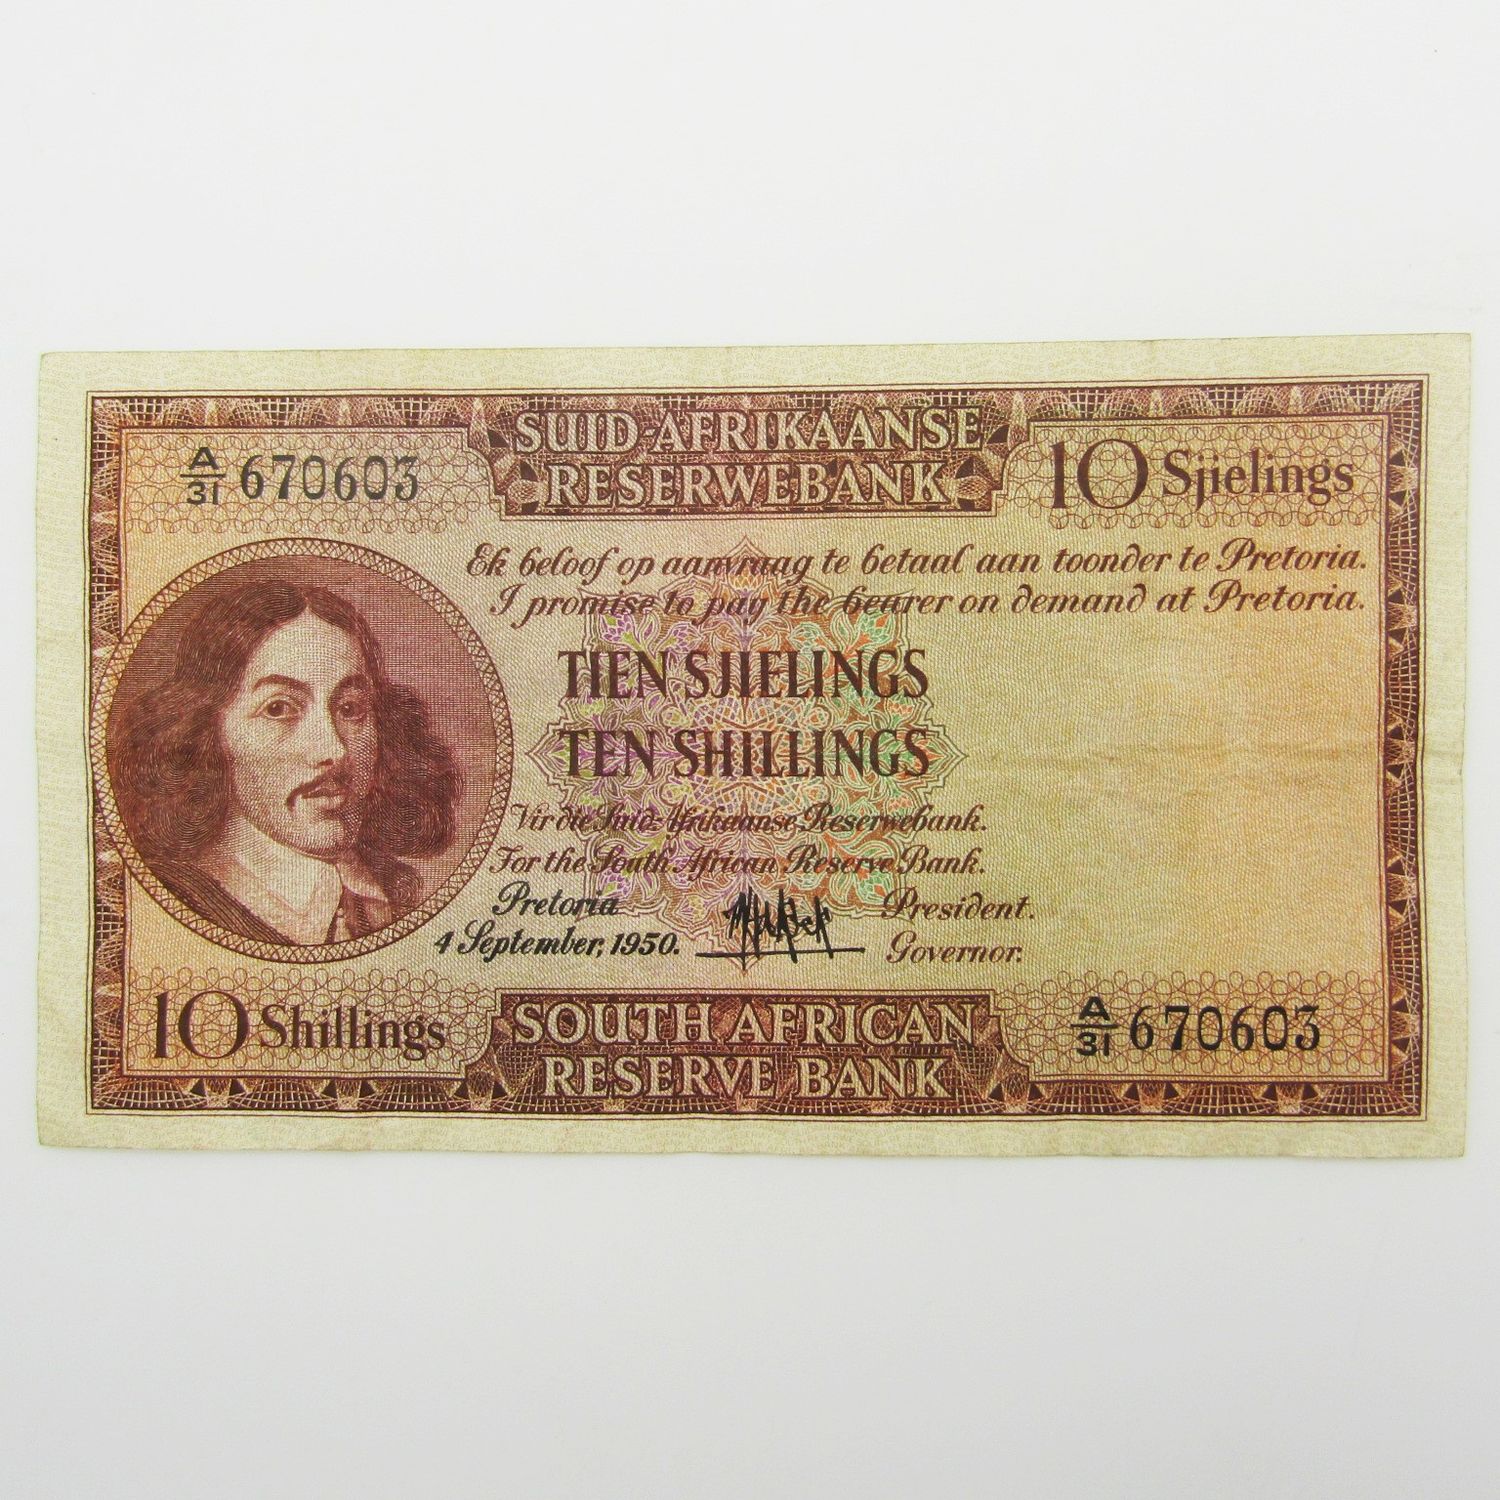 SUID-AFRIKAANSE
RESERWEBANK
A/31 670603
10 Sjielings
Ek beloof op aanvraag te betaal aan toonder te Pretoria.
I promise to pay the bearer on demand at Pretoria.
TIEN SJIELINGS
TEN SHILLINGS
Vir die Suid-Afrikaanse Reserwebank.
For the South African Reserve Bank.
Pretoria
4 September, 1950.
President.
Governor.
10 Shillings
SOUTH AFRICAN
RESERVE BANK
A/31 670603